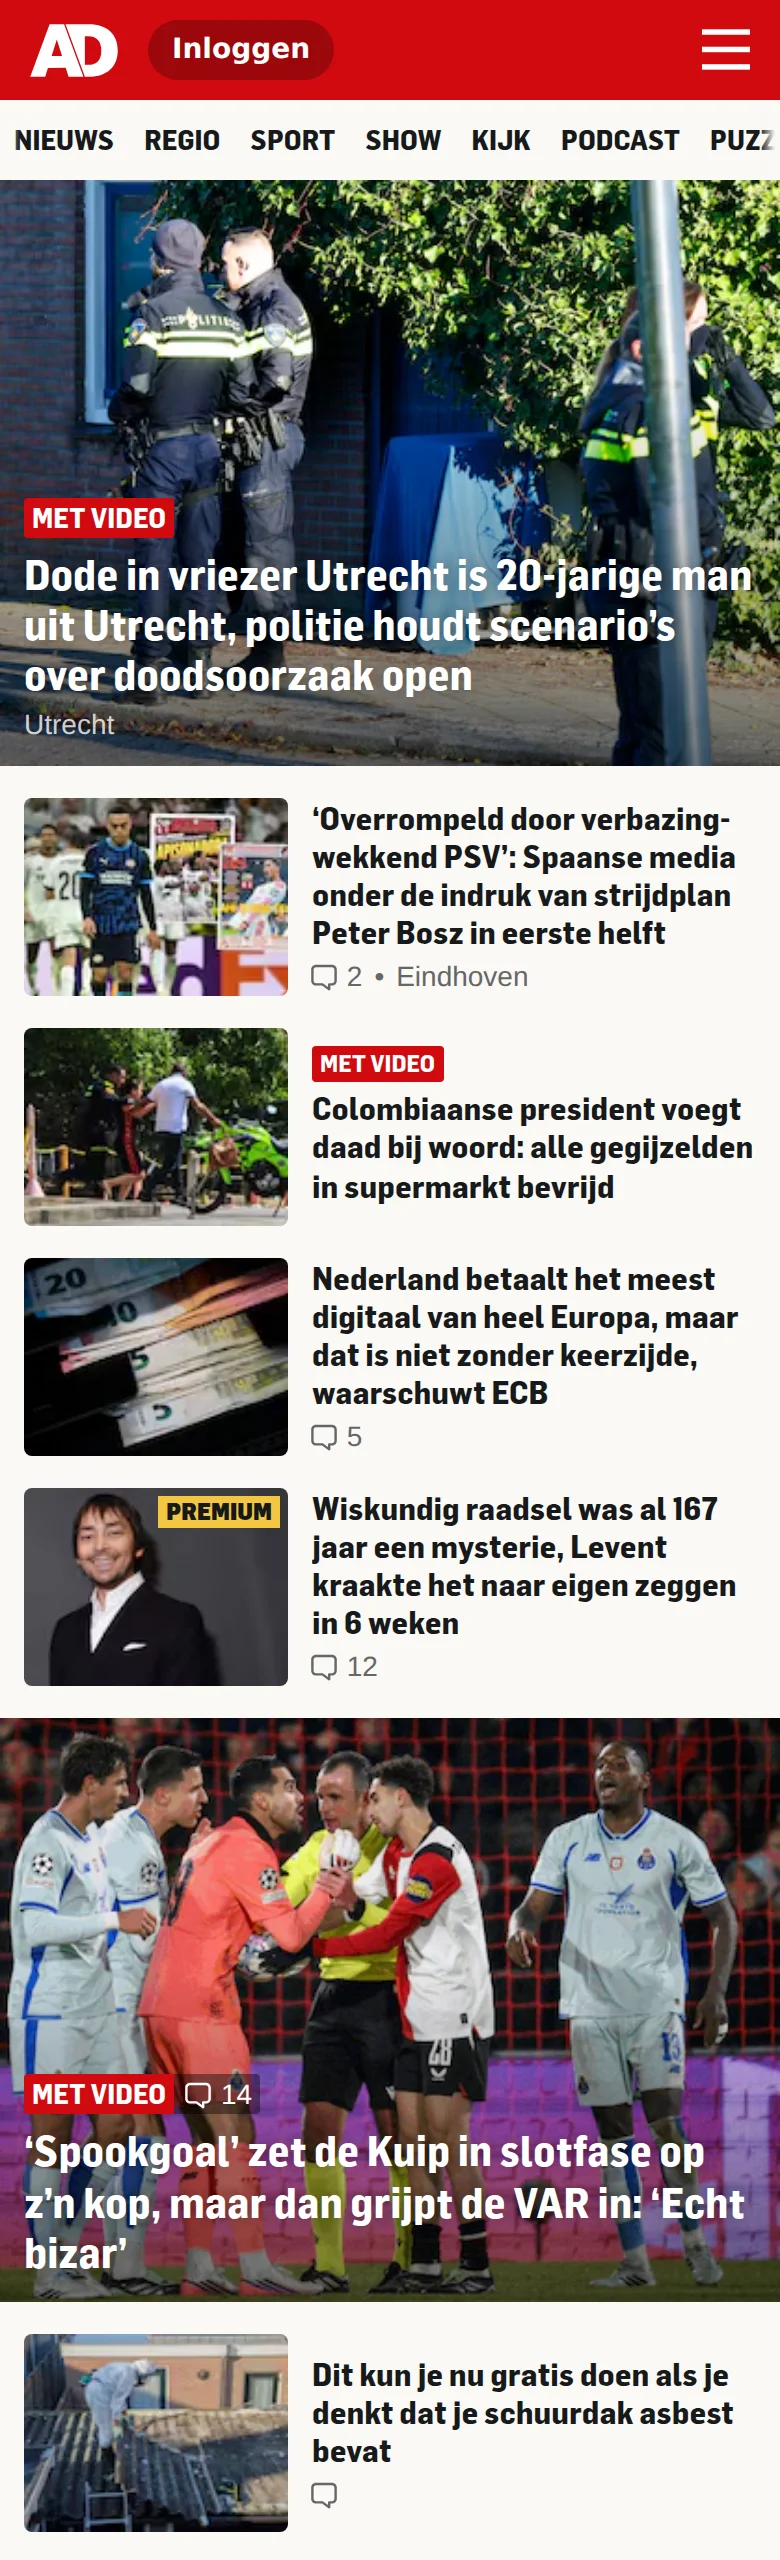 AD Inloggen
NIEUWS REGIO SPORT SHOW KIJK PODCAST PUZZ
POLITIE
MET VIDEO
Dode in vriezer Utrecht is 20-jarige man
uit Utrecht, politie houdt scenario’s
over doodsoorzaak open
Utrecht
‘Overrompeld door verbazing-
wekkend PSV’: Spaanse media
onder de indruk van strijdplan
Peter Bosz in eerste helft
2 • Eindhoven
MET VIDEO
Colombiaanse president voegt
daad bij woord: alle gegijzelden
in supermarkt bevrijd
20
5
Nederland betaalt het meest
digitaal van heel Europa, maar
dat is niet zonder keerzijde,
waarschuwt ECB
5
PREMIUM
Wiskundig raadsel was al 167
jaar een mysterie, Levent
kraakte het naar eigen zeggen
in 6 weken
12
28
MET VIDEO 14
‘Spookgoal’ zet de Kuip in slotfase op
z’n kop, maar dan grijpt de VAR in: ‘Echt
bizar’
Dit kun je nu gratis doen als je
denkt dat je schuurdak asbest
bevat